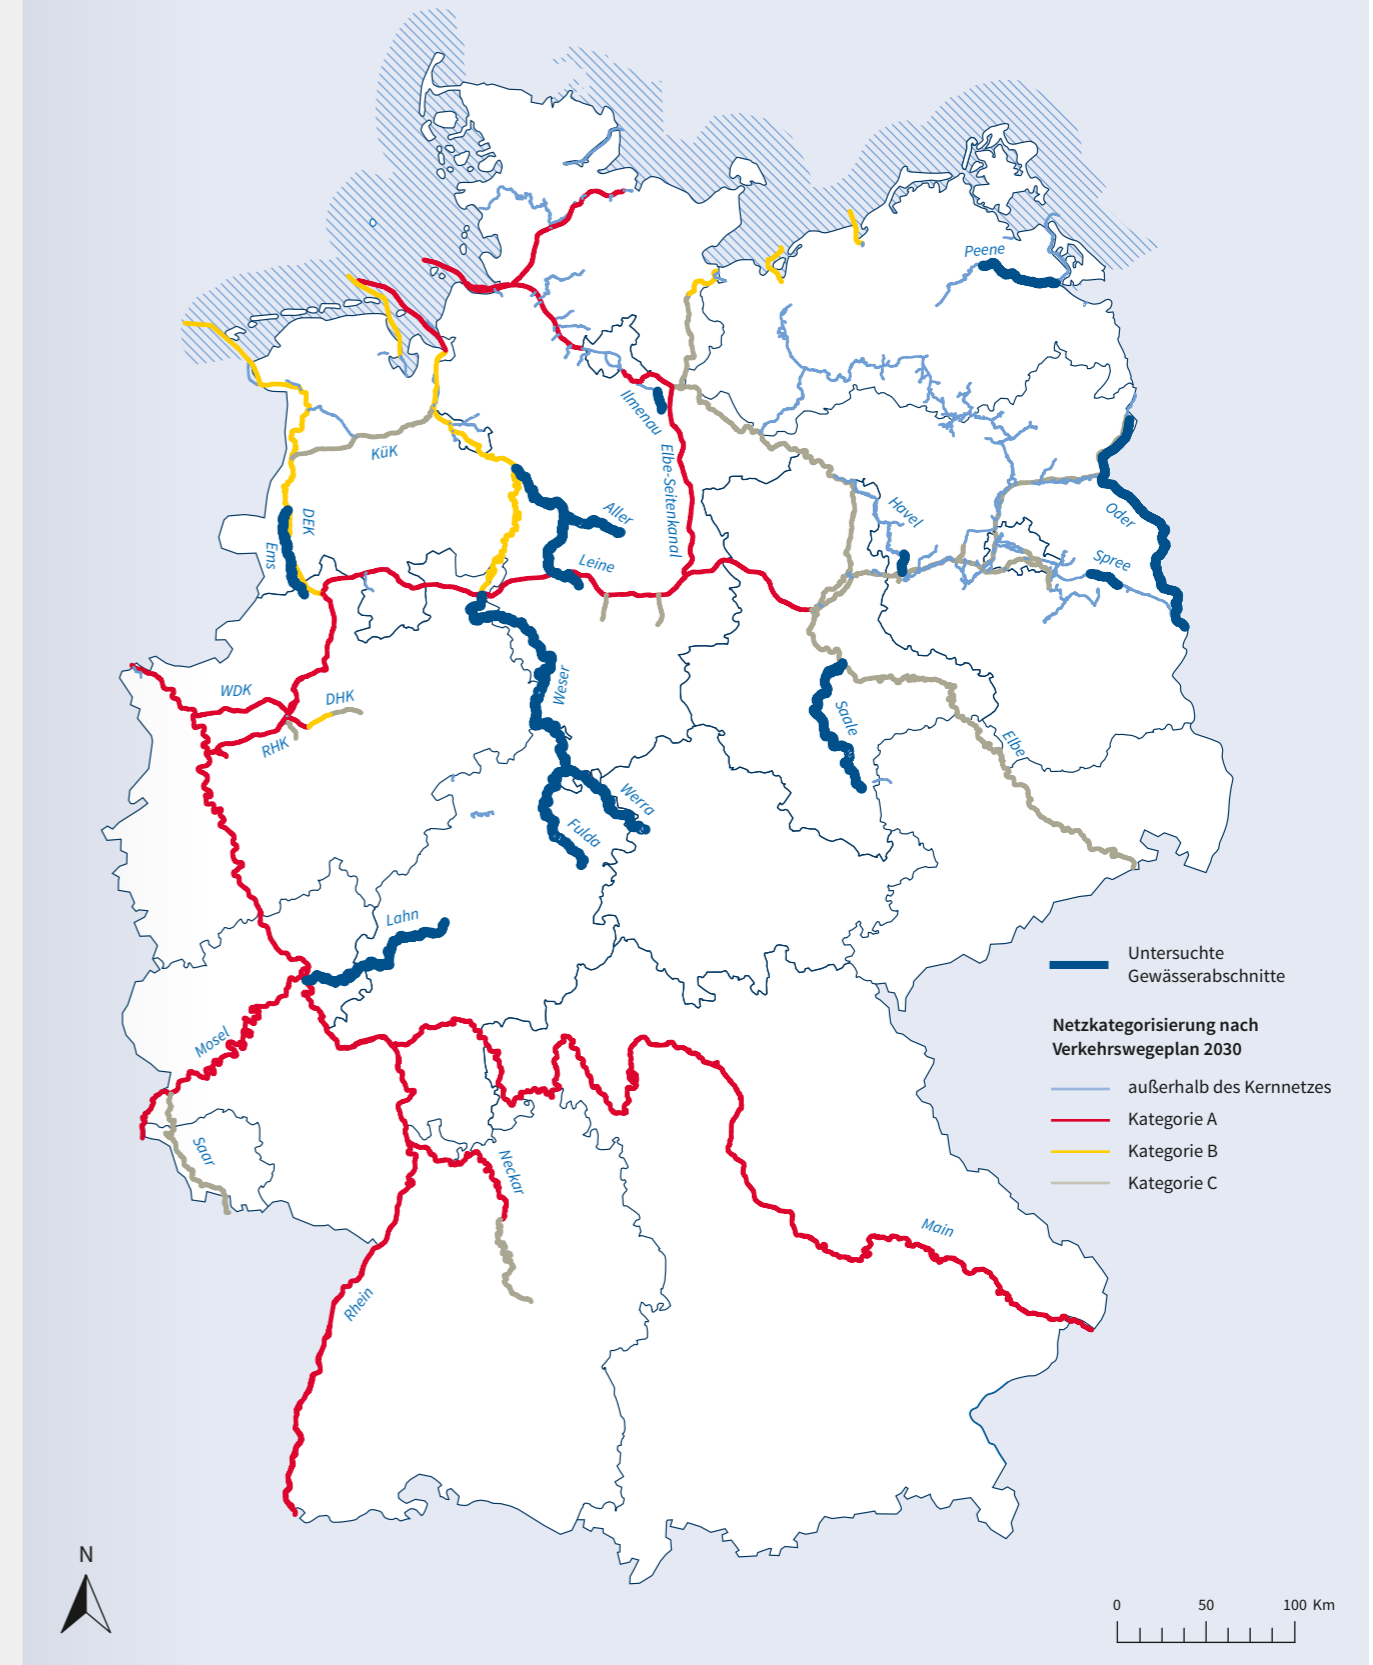 Peene
Ilmenau
Elbe-Seitenkanal
KüK
DEK
Ems
Aller
Leine
Havel
Oder
Spree
WDK
DHK
RHK
Weser
Saale
Elbe
Werra
Fulda
Lahn
Mosel
Saar
Neckar
Main
Rhein
Untersuchte
Gewässerabschnitte
Netzkategorisierung nach
Verkehrswegeplan 2030
außerhalb des Kernnetzes
Kategorie A
Kategorie B
Kategorie C
N
0 50 100 Km